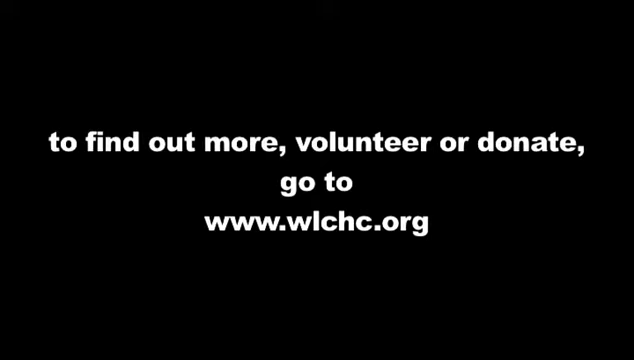 to find out more, volunteer or donate,
go to
www.wlchc.org